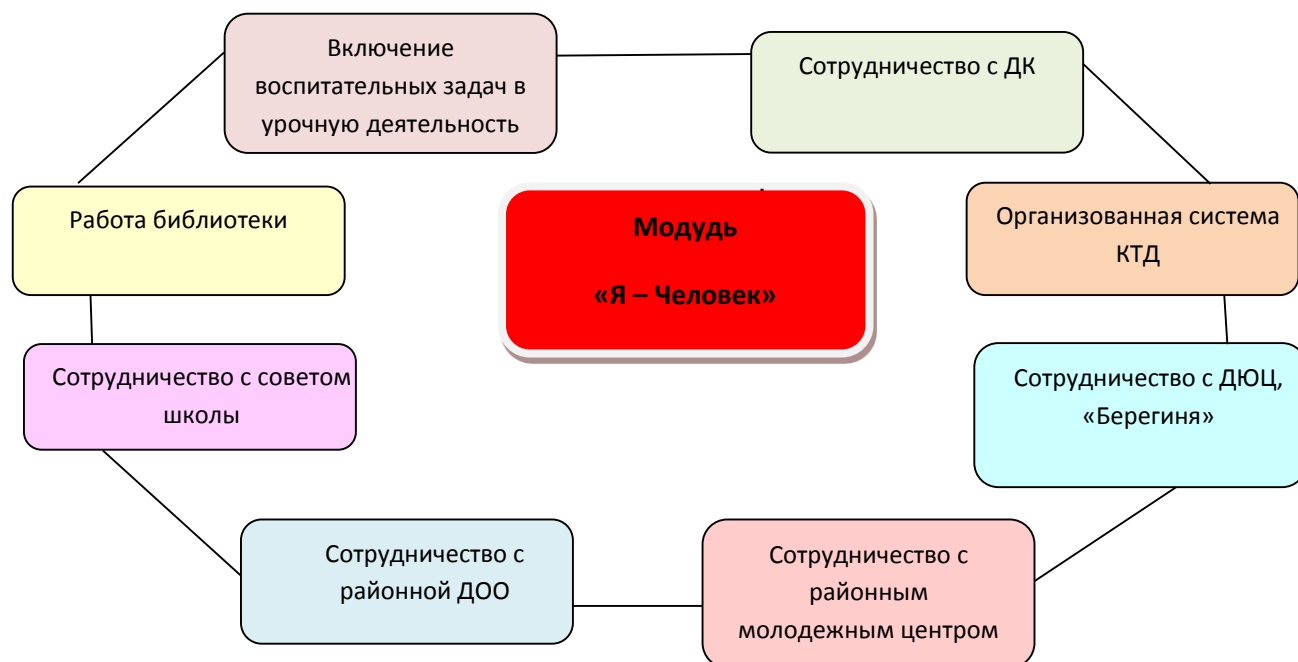 Включение
воспитательных задач в
урочную деятельность
Сотрудничество с ДК
Работа библиотеки
Модудь
«Я – Человек»
Организованная система
КТД
Сотрудничество с советом
школы
Сотрудничество с ДЮЦ,
«Берегиня»
Сотрудничество с
районной ДОО
Сотрудничество с
районным
молодежным центром